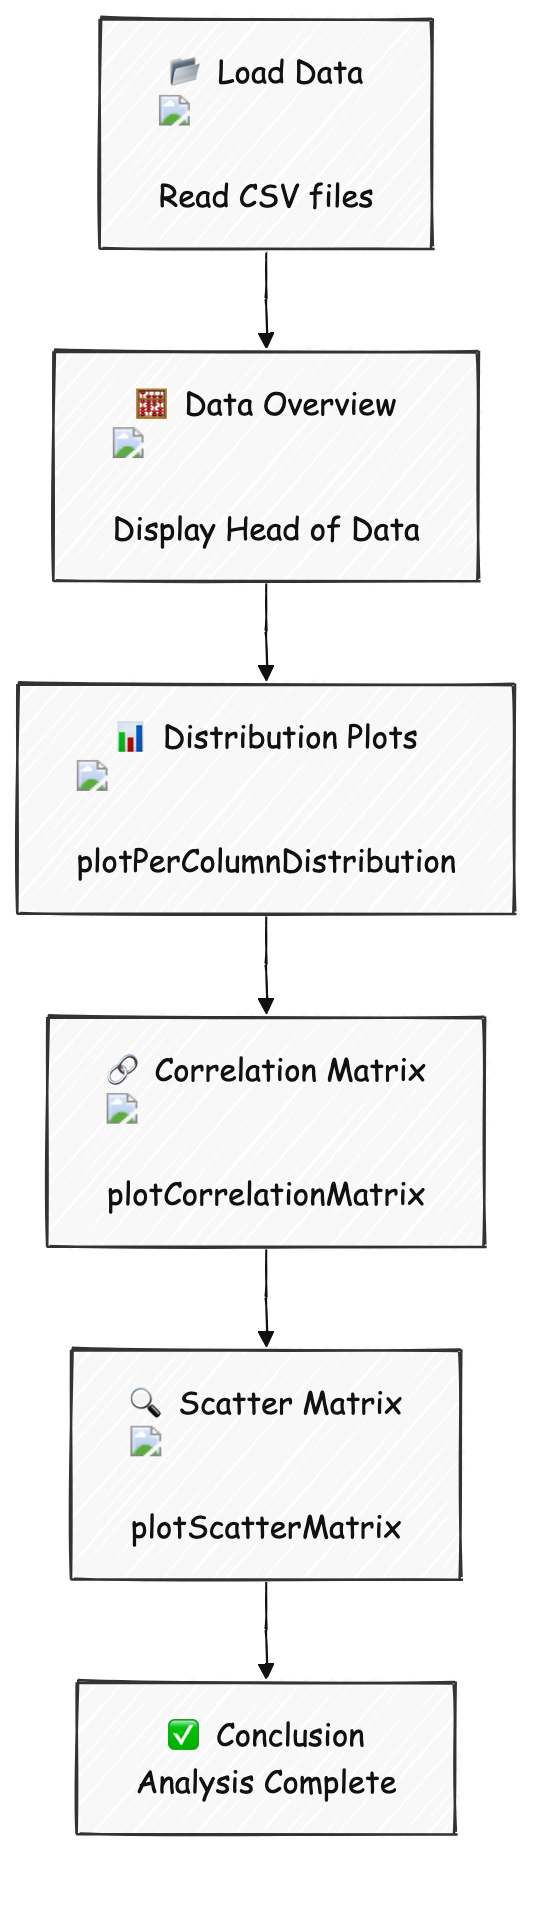 Load Data
Read CSV files
Data Overview
Display Head of Data
Distribution Plots
plotPerColumnDistribution
Correlation Matrix
plotCorrelationMatrix
Scatter Matrix
plotScatterMatrix
Conclusion
Analysis Complete